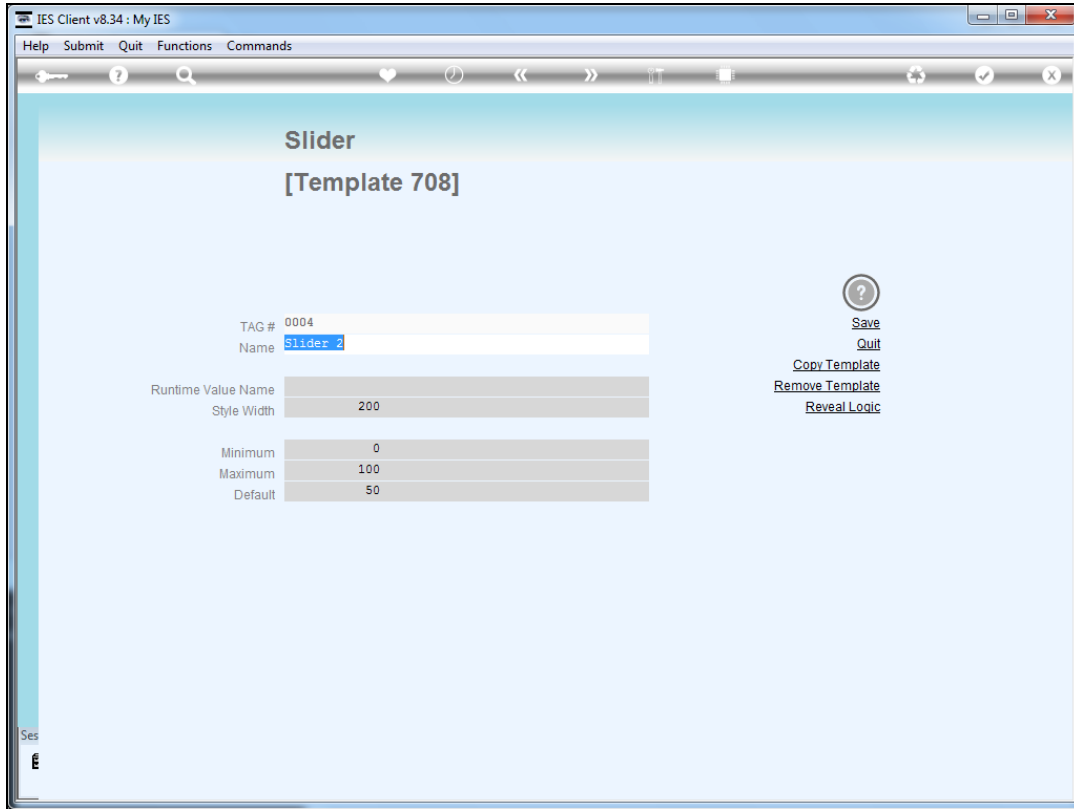 IES Client v8.34 : My IES
Help Submit Quit Functions Commands
Slider
[Template 708]
TAG # 0004
Name Slider 2
Runtime Value Name
Style Width 200
Minimum 0
Maximum 100
Default 50
?
Save
Quit
Copy Template
Remove Template
Reveal Logic
Ses